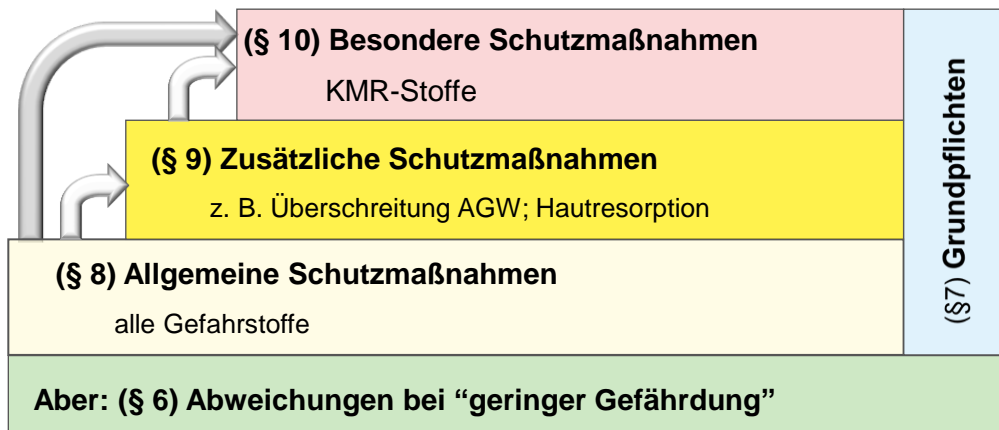 (§ 10) Besondere Schutzmaßnahmen
KMR-Stoffe
(§ 9) Zusätzliche Schutzmaßnahmen
z. B. Überschreitung AGW; Hautresorption
(§ 8) Allgemeine Schutzmaßnahmen
alle Gefahrstoffe
(§7) Grundpflichten
Aber: (§ 6) Abweichungen bei “geringer Gefährdung”